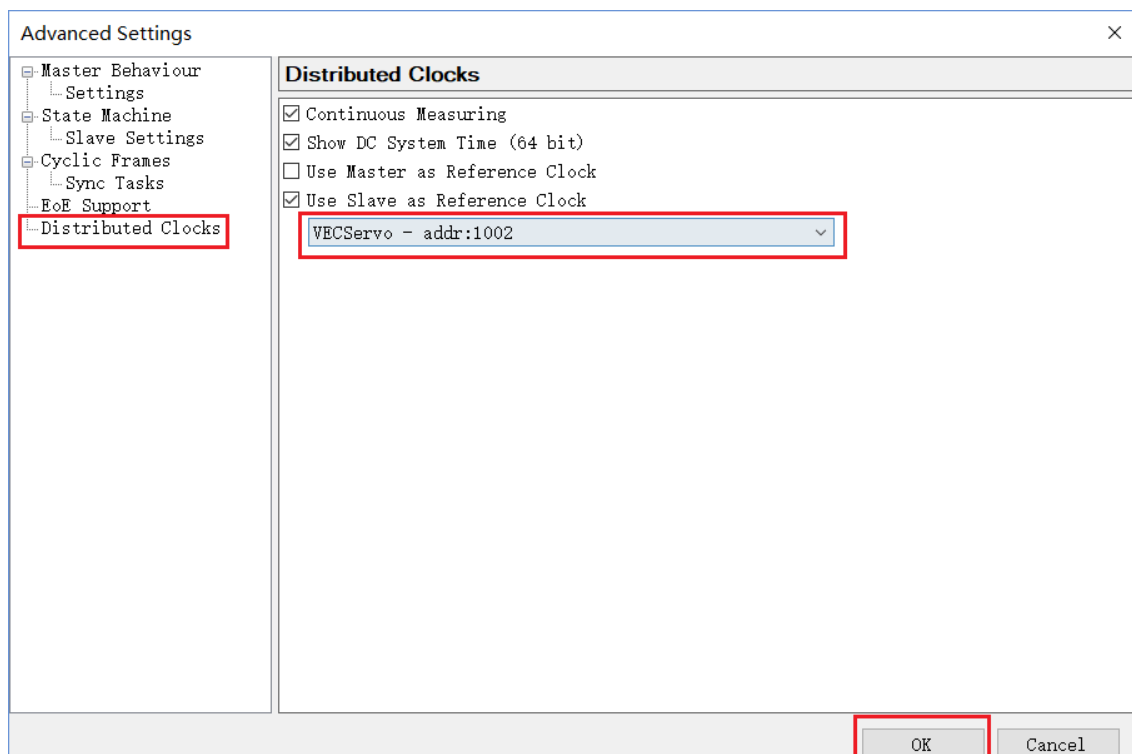 Advanced Settings
Master Behaviour
Settings
State Machine
Slave Settings
Cyclic Frames
Sync Tasks
EoE Support
Distributed Clocks
Distributed Clocks
Continuous Measuring
Show DC System Time (64 bit)
Use Master as Reference Clock
Use Slave as Reference Clock
VECServo - addr:1002
OK
Cancel